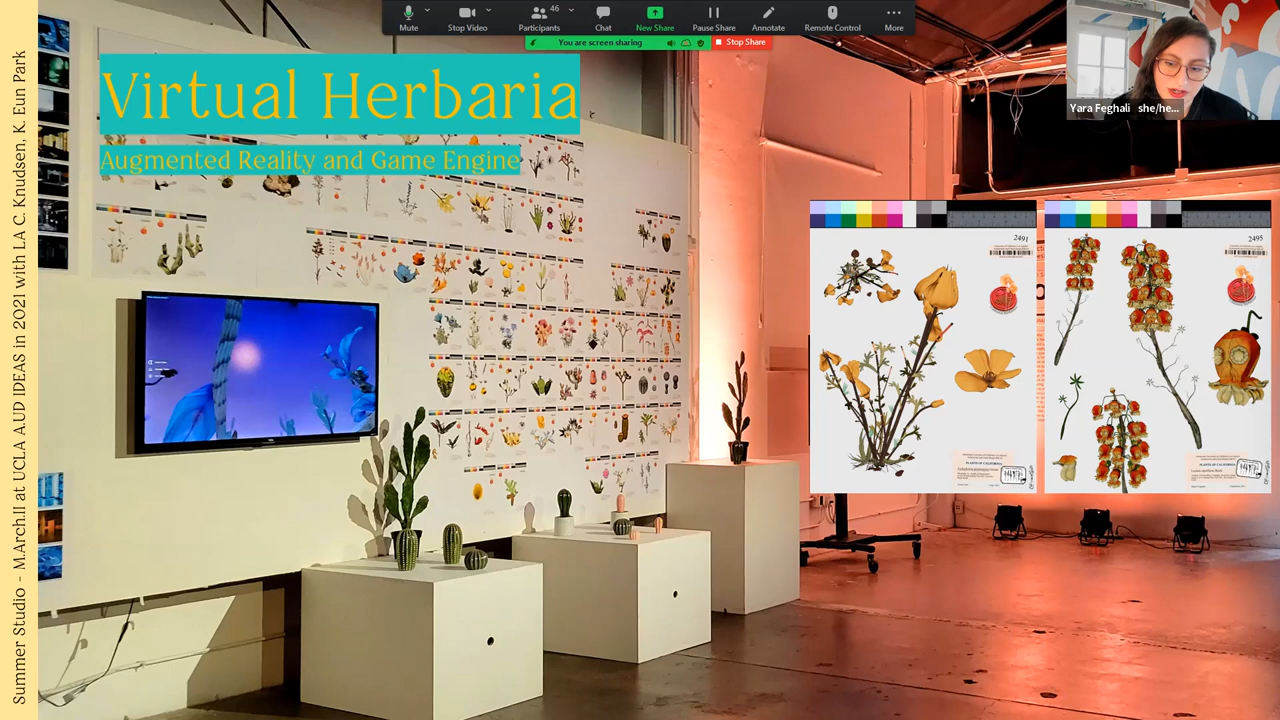 46
Mute
Stop Video
Participants
Chat
New Share
Pause Share
Annotate
Remote Control
More
You are screen sharing
Stop Share
Virtual Herbaria
Augmented Reality and Game Engine
Yara Feghali she/he...
Summer Studio - M.Arch.II at UCLA AUD IDEAS in 2021 with LA C. Knudsen, K. Eun Park
2491
2495
PLANTS OF CALIFORNIA
PLANTS OF CALIFORNIA